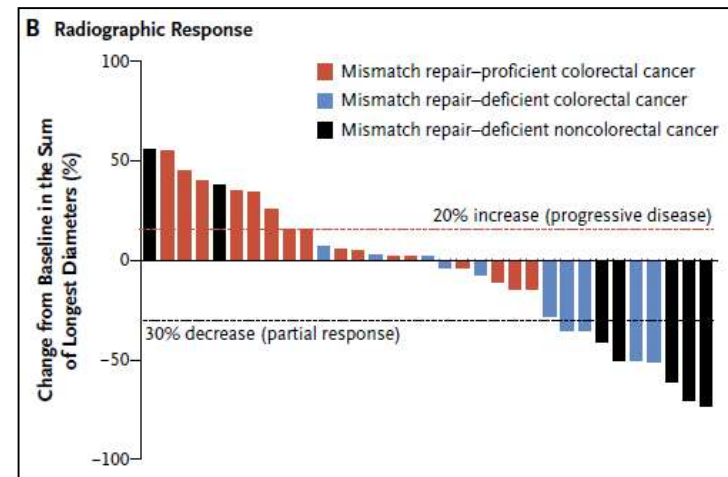 B Radiographic Response
100
50
0
−50
−100
Change from Baseline in the Sum
of Longest Diameters (%)
Mismatch repair–proficient colorectal cancer
Mismatch repair–deficient colorectal cancer
Mismatch repair–deficient noncolorectal cancer
20% increase (progressive disease)
30% decrease (partial response)